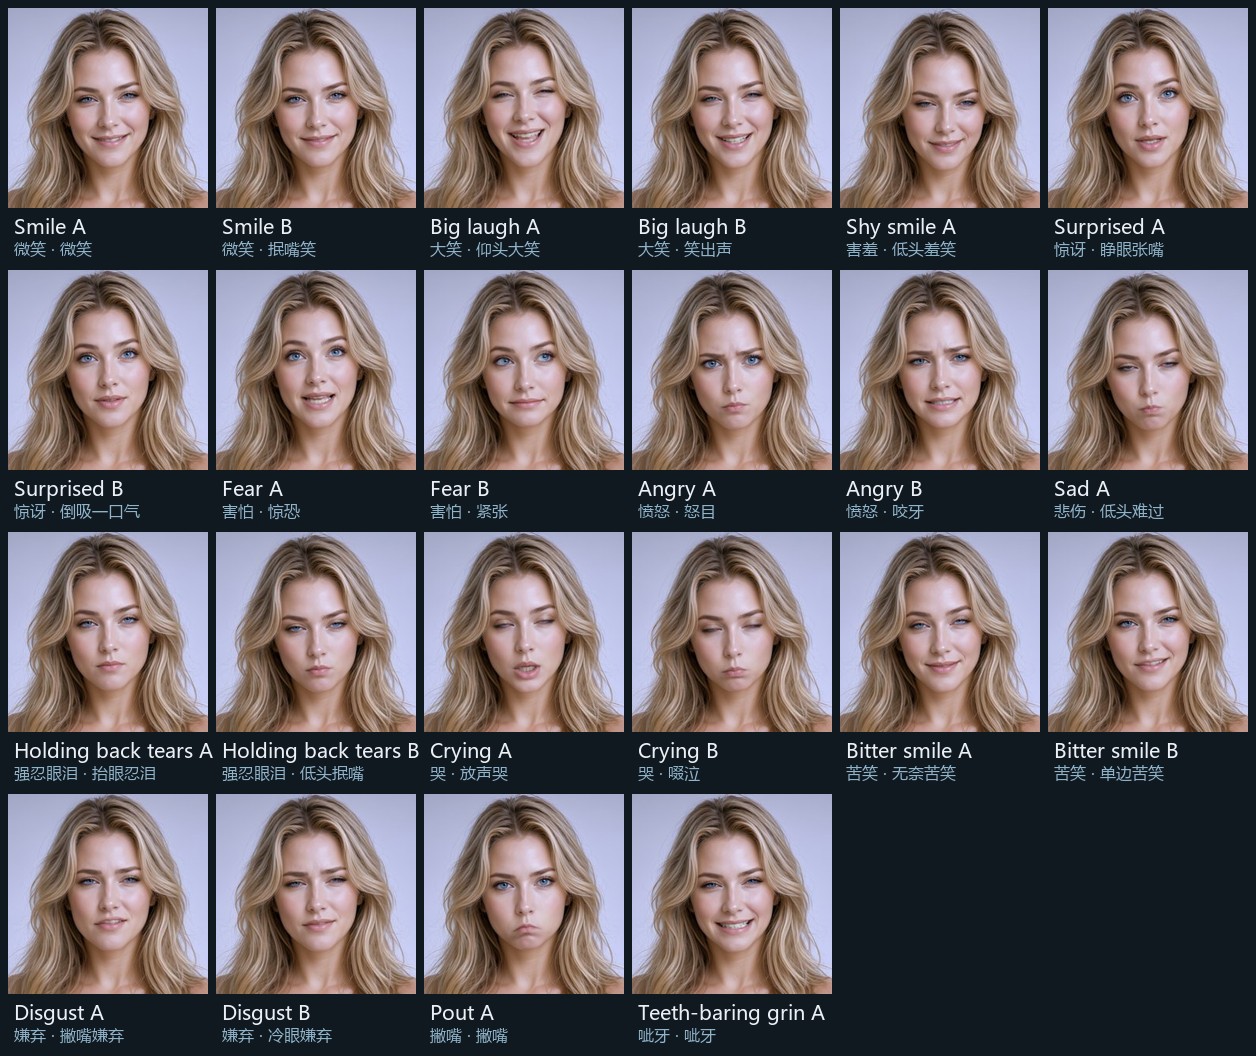 Smile A
微笑 · 微笑
Smile B
微笑 · 抿嘴笑
Big laugh A
大笑 · 仰头大笑
Big laugh B
大笑 · 笑出声
Shy smile A
害羞 · 低头羞笑
Surprised A
惊讶 · 睁眼张嘴
Surprised B
惊讶 · 倒吸一口气
Fear A
害怕 · 惊恐
Fear B
害怕 · 紧张
Angry A
愤怒 · 怒目
Angry B
愤怒 · 咬牙
Sad A
悲伤 · 低头难过
Holding back tears A
强忍眼泪 · 抬眼忍泪
Holding back tears B
强忍眼泪 · 低头抿嘴
Crying A
哭 · 放声哭
Crying B
哭 · 啜泣
Bitter smile A
苦笑 · 无奈苦笑
Bitter smile B
苦笑 · 单边苦笑
Disgust A
嫌弃 · 撇嘴嫌弃
Disgust B
嫌弃 · 冷眼嫌弃
Pout A
撇嘴 · 撇嘴
Teeth-baring grin A
呲牙 · 呲牙